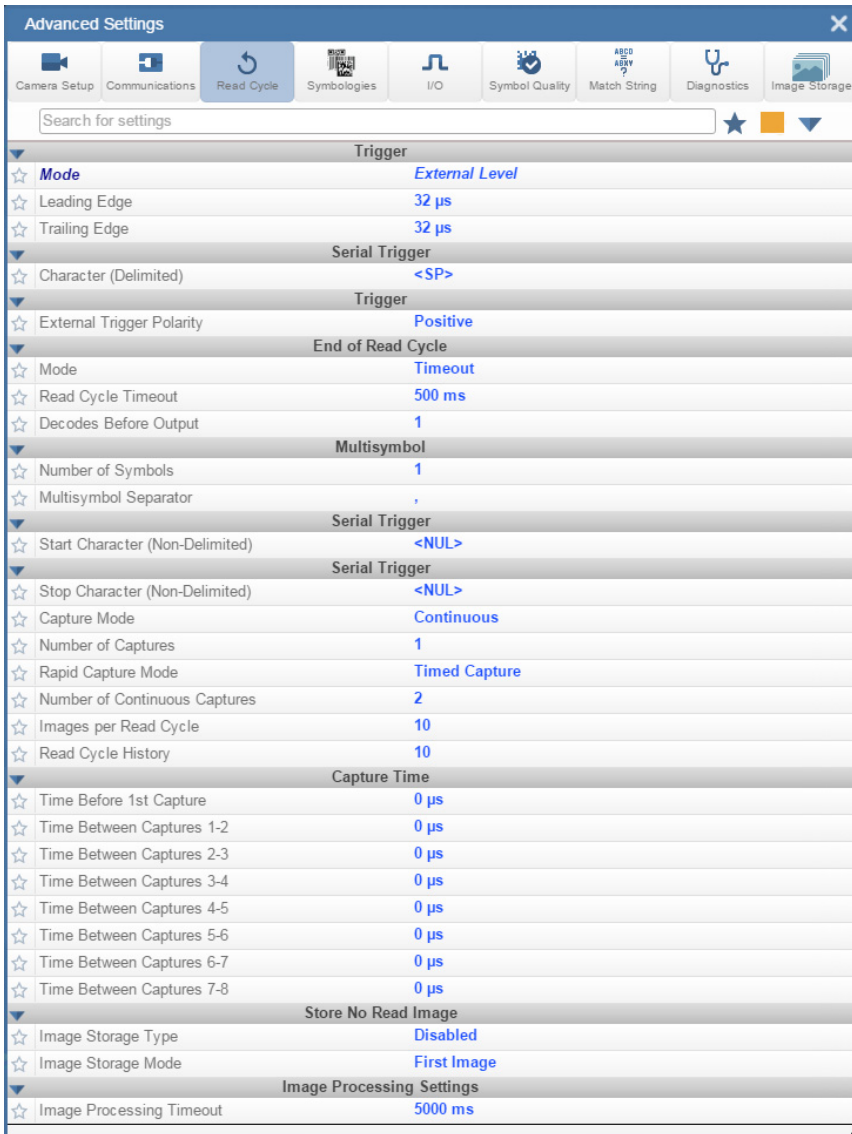 Advanced Settings
Camera Setup Communications Read Cycle Symbologies I/O Symbol Quality Match String Diagnostics Image Storage
ABCD
ABXY
?
Search for settings
Trigger
Mode External Level
Leading Edge 32 µs
Trailing Edge 32 µs
Serial Trigger
Character (Delimited) <SP>
Trigger
External Trigger Polarity Positive
End of Read Cycle
Mode Timeout
Read Cycle Timeout 500 ms
Decodes Before Output 1
Multisymbol
Number of Symbols 1
Multisymbol Separator ,
Serial Trigger
Start Character (Non-Delimited) <NUL>
Serial Trigger
Stop Character (Non-Delimited) <NUL>
Capture Mode Continuous
Number of Captures 1
Rapid Capture Mode Timed Capture
Number of Continuous Captures 2
Images per Read Cycle 10
Read Cycle History 10
Capture Time
Time Before 1st Capture 0 µs
Time Between Captures 1-2 0 µs
Time Between Captures 2-3 0 µs
Time Between Captures 3-4 0 µs
Time Between Captures 4-5 0 µs
Time Between Captures 5-6 0 µs
Time Between Captures 6-7 0 µs
Time Between Captures 7-8 0 µs
Store No Read Image
Image Storage Type Disabled
Image Storage Mode First Image
Image Processing Settings
Image Processing Timeout 5000 ms